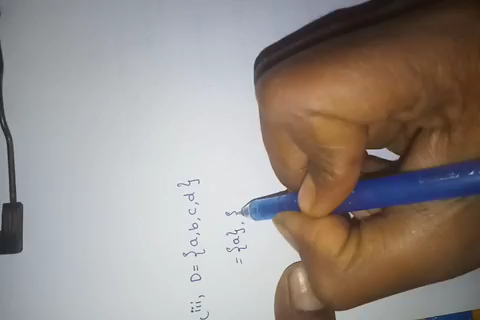 (iii, D = {a, b, c, d}
= {a}, {